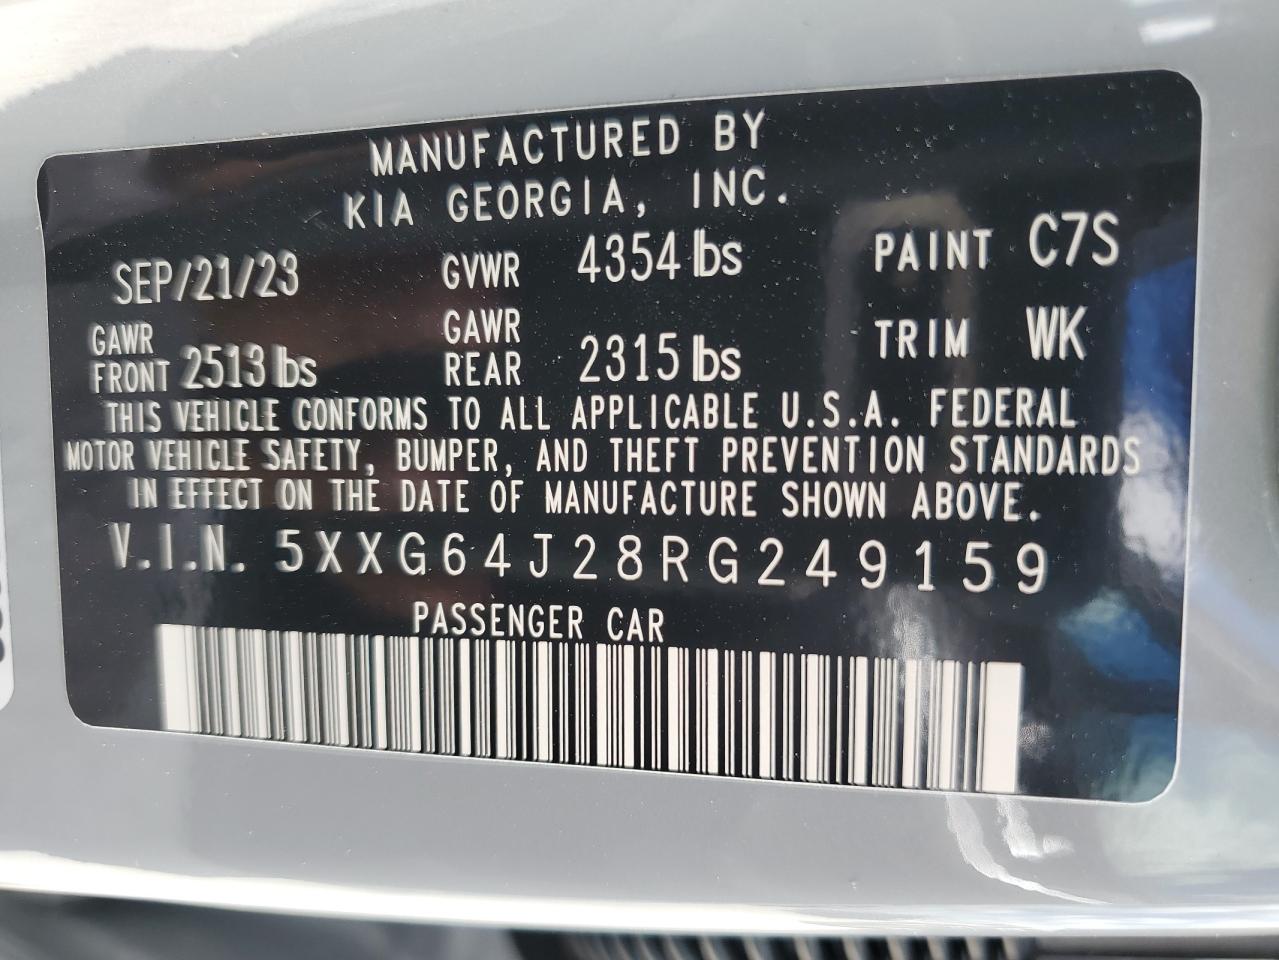 MANUFACTURED BY
KIA GEORGIA, INC.
SEP/21/23 GVWR 4354 lbs PAINT C7S
GAWR FRONT 2513 lbs GAWR REAR 2315 lbs TRIM WK
THIS VEHICLE CONFORMS TO ALL APPLICABLE U.S.A. FEDERAL
MOTOR VEHICLE SAFETY, BUMPER, AND THEFT PREVENTION STANDARDS
IN EFFECT ON THE DATE OF MANUFACTURE SHOWN ABOVE.
V.I.N. 5XXG64J28RG249159
PASSENGER CAR